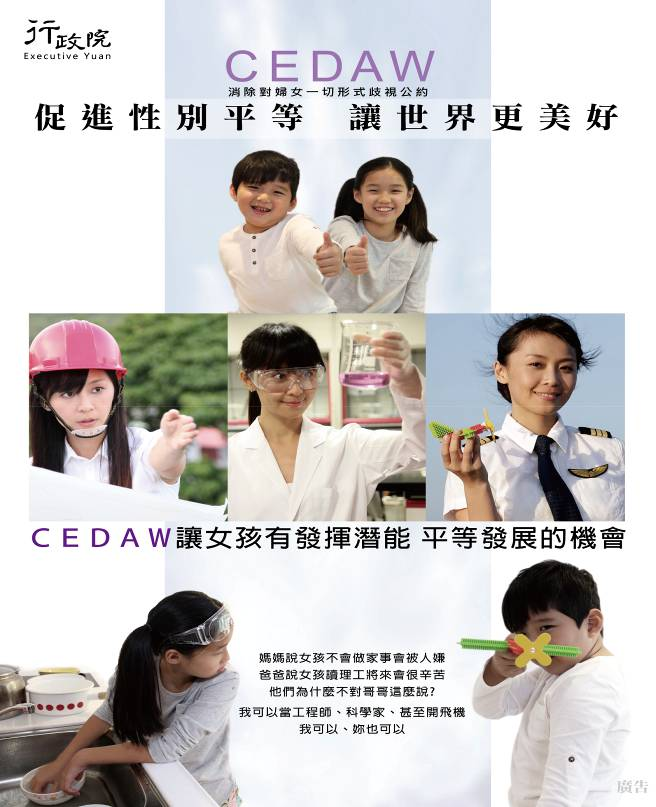 行政院
Executive Yuan
CEDAW
消除對婦女一切形式歧視公約
促進性別平等 讓世界更美好
CEDAW讓女孩有發揮潛能 平等發展的機會
媽媽說女孩不會做家事會被人嫌
爸爸說女孩讀理工將來會很辛苦
他們為什麼不對哥哥這麼說?
我可以當工程師、科學家、甚至開飛機
我可以、妳也可以
廣告